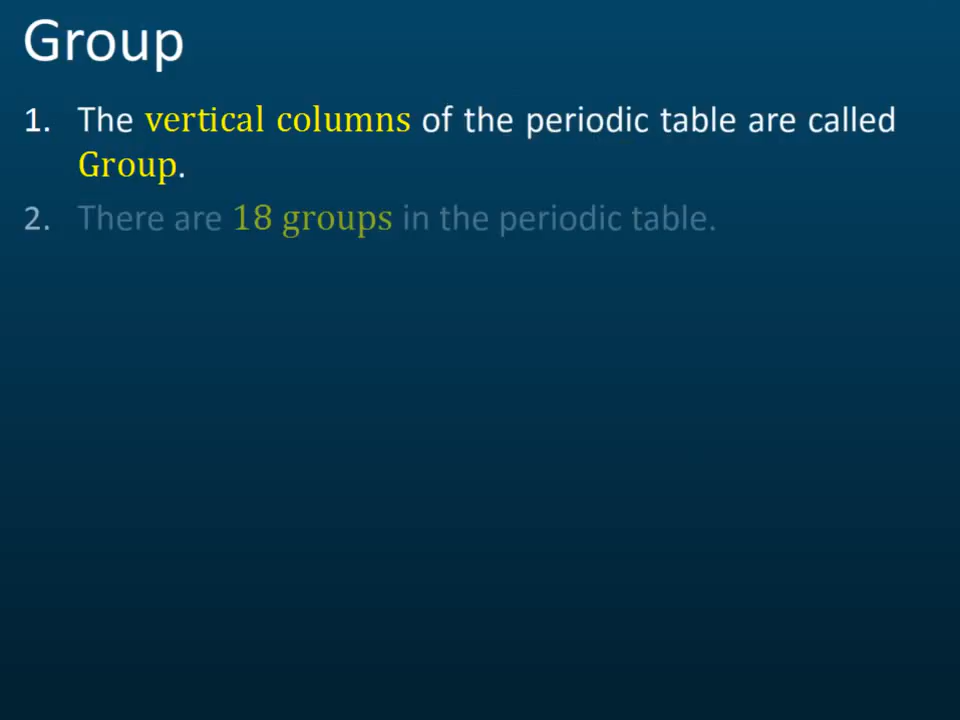 Group
1. The vertical columns of the periodic table are called
Group.
2. There are 18 groups in the periodic table.